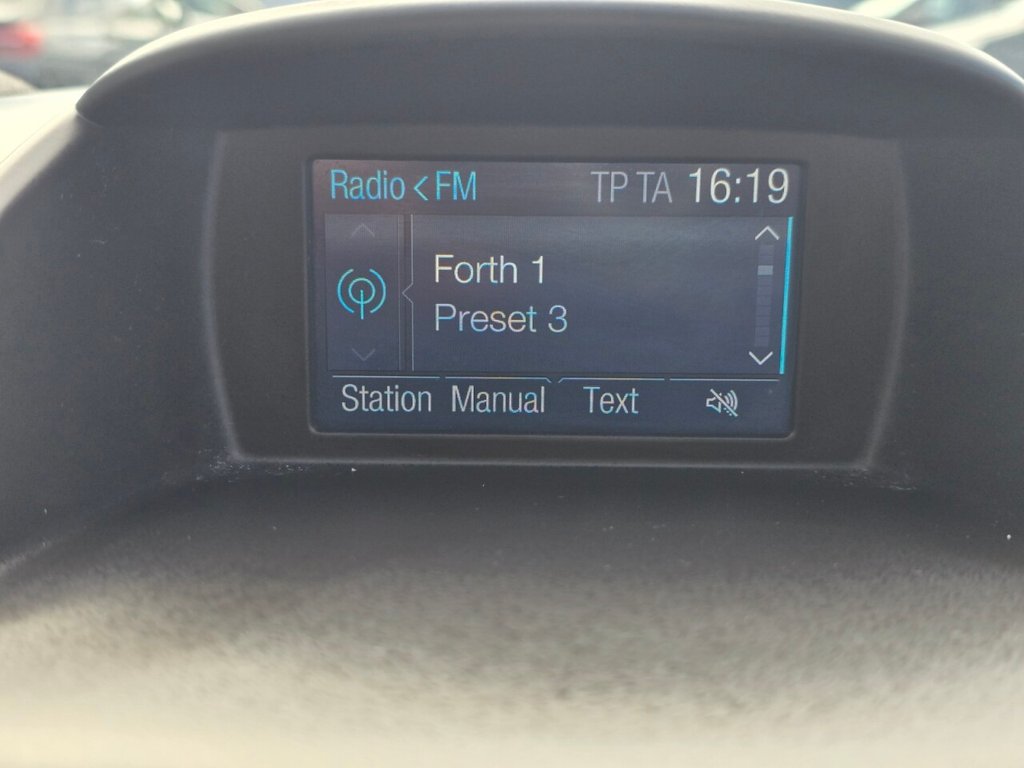 Radio < FM TP TA 16:19
Forth 1
Preset 3
Station Manual Text